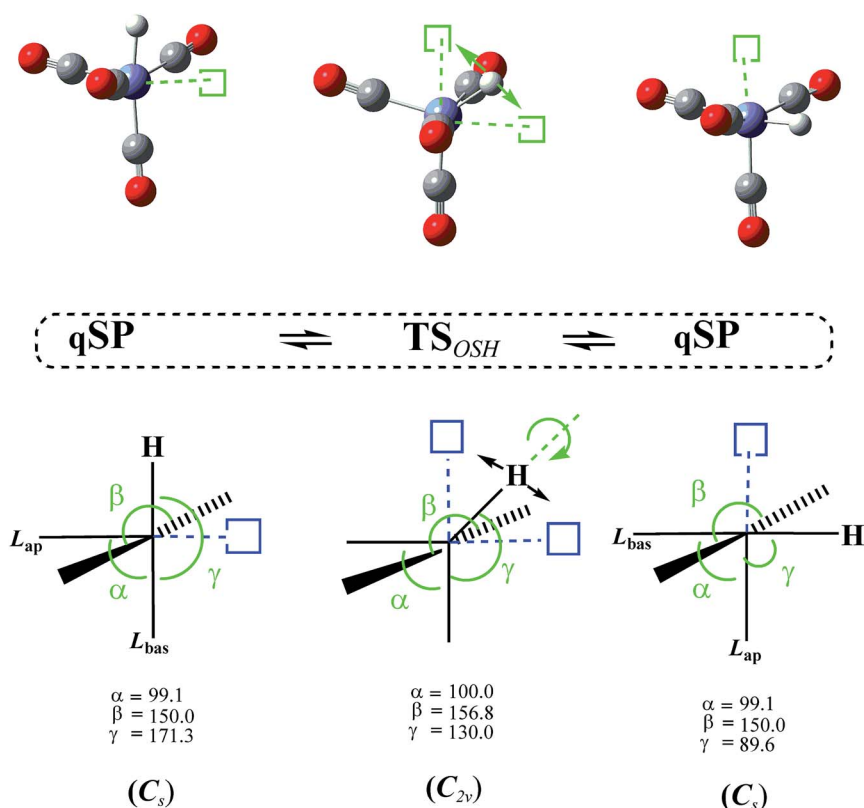 qSP ⇌ TS_OSH ⇌ qSP
H
β
L_ap
α
γ
L_bas
α = 99.1
β = 150.0
γ = 171.3
(C_s)
H
β
α
γ
α = 100.0
β = 156.8
γ = 130.0
(C_2v)
β
L_bas
H
α
γ
L_ap
α = 99.1
β = 150.0
γ = 89.6
(C_s)